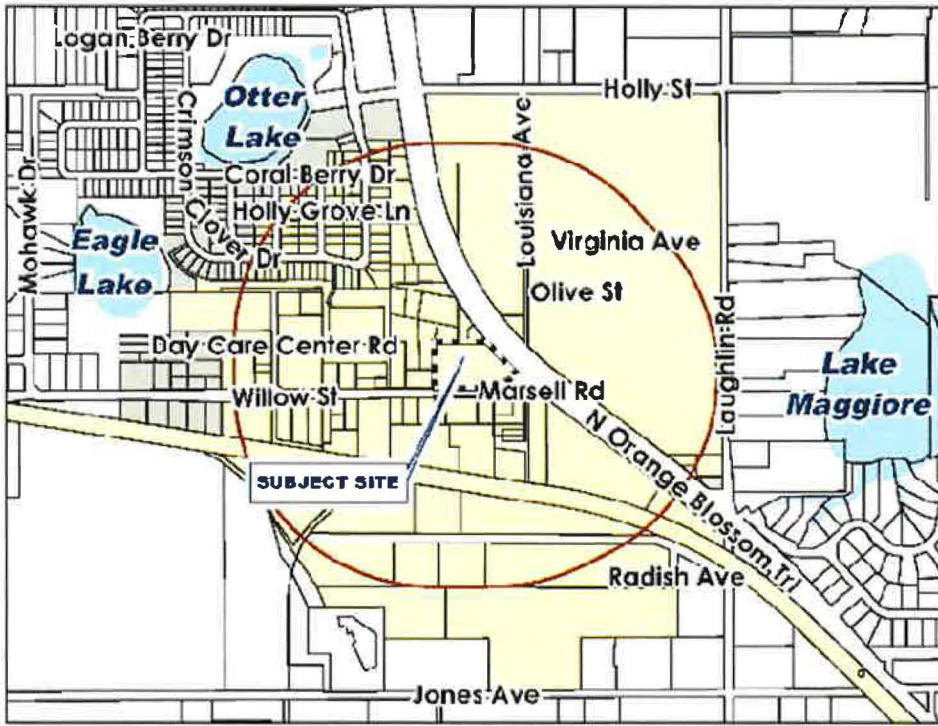 Logan Berry Dr
Otter
Lake
Holly St
Crimson Clover Dr
Mohawk Dr
Coral Berry Dr
Holly Grove Ln
Louisiana Ave
Virginia Ave
Eagle
Lake
Olive St
Day Care Center Rd
Laughlin Rd
Lake
Maggiore
Willow St
Marsell Rd
N Orange Blossom Trl
SUBJECT SITE
Radish Ave
Jones Ave